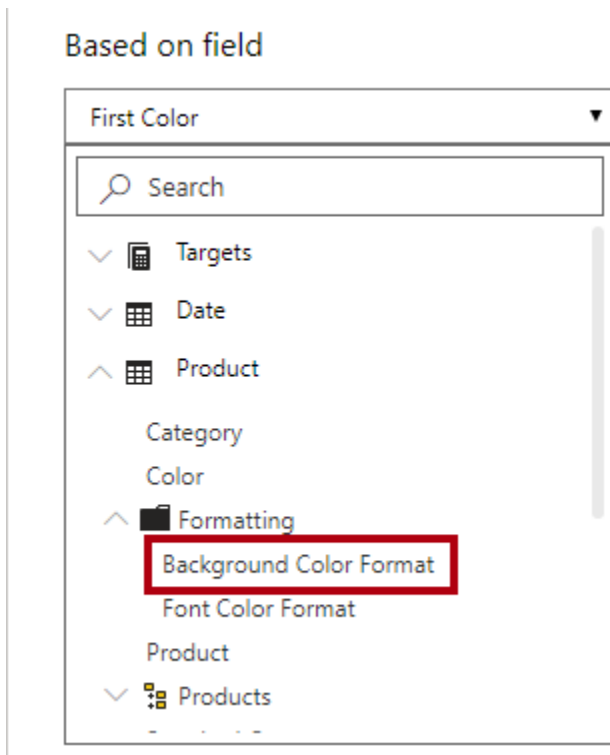 Based on field
First Color
Search
Targets
Date
Product
Category
Color
Formatting
Background Color Format
Font Color Format
Product
Products